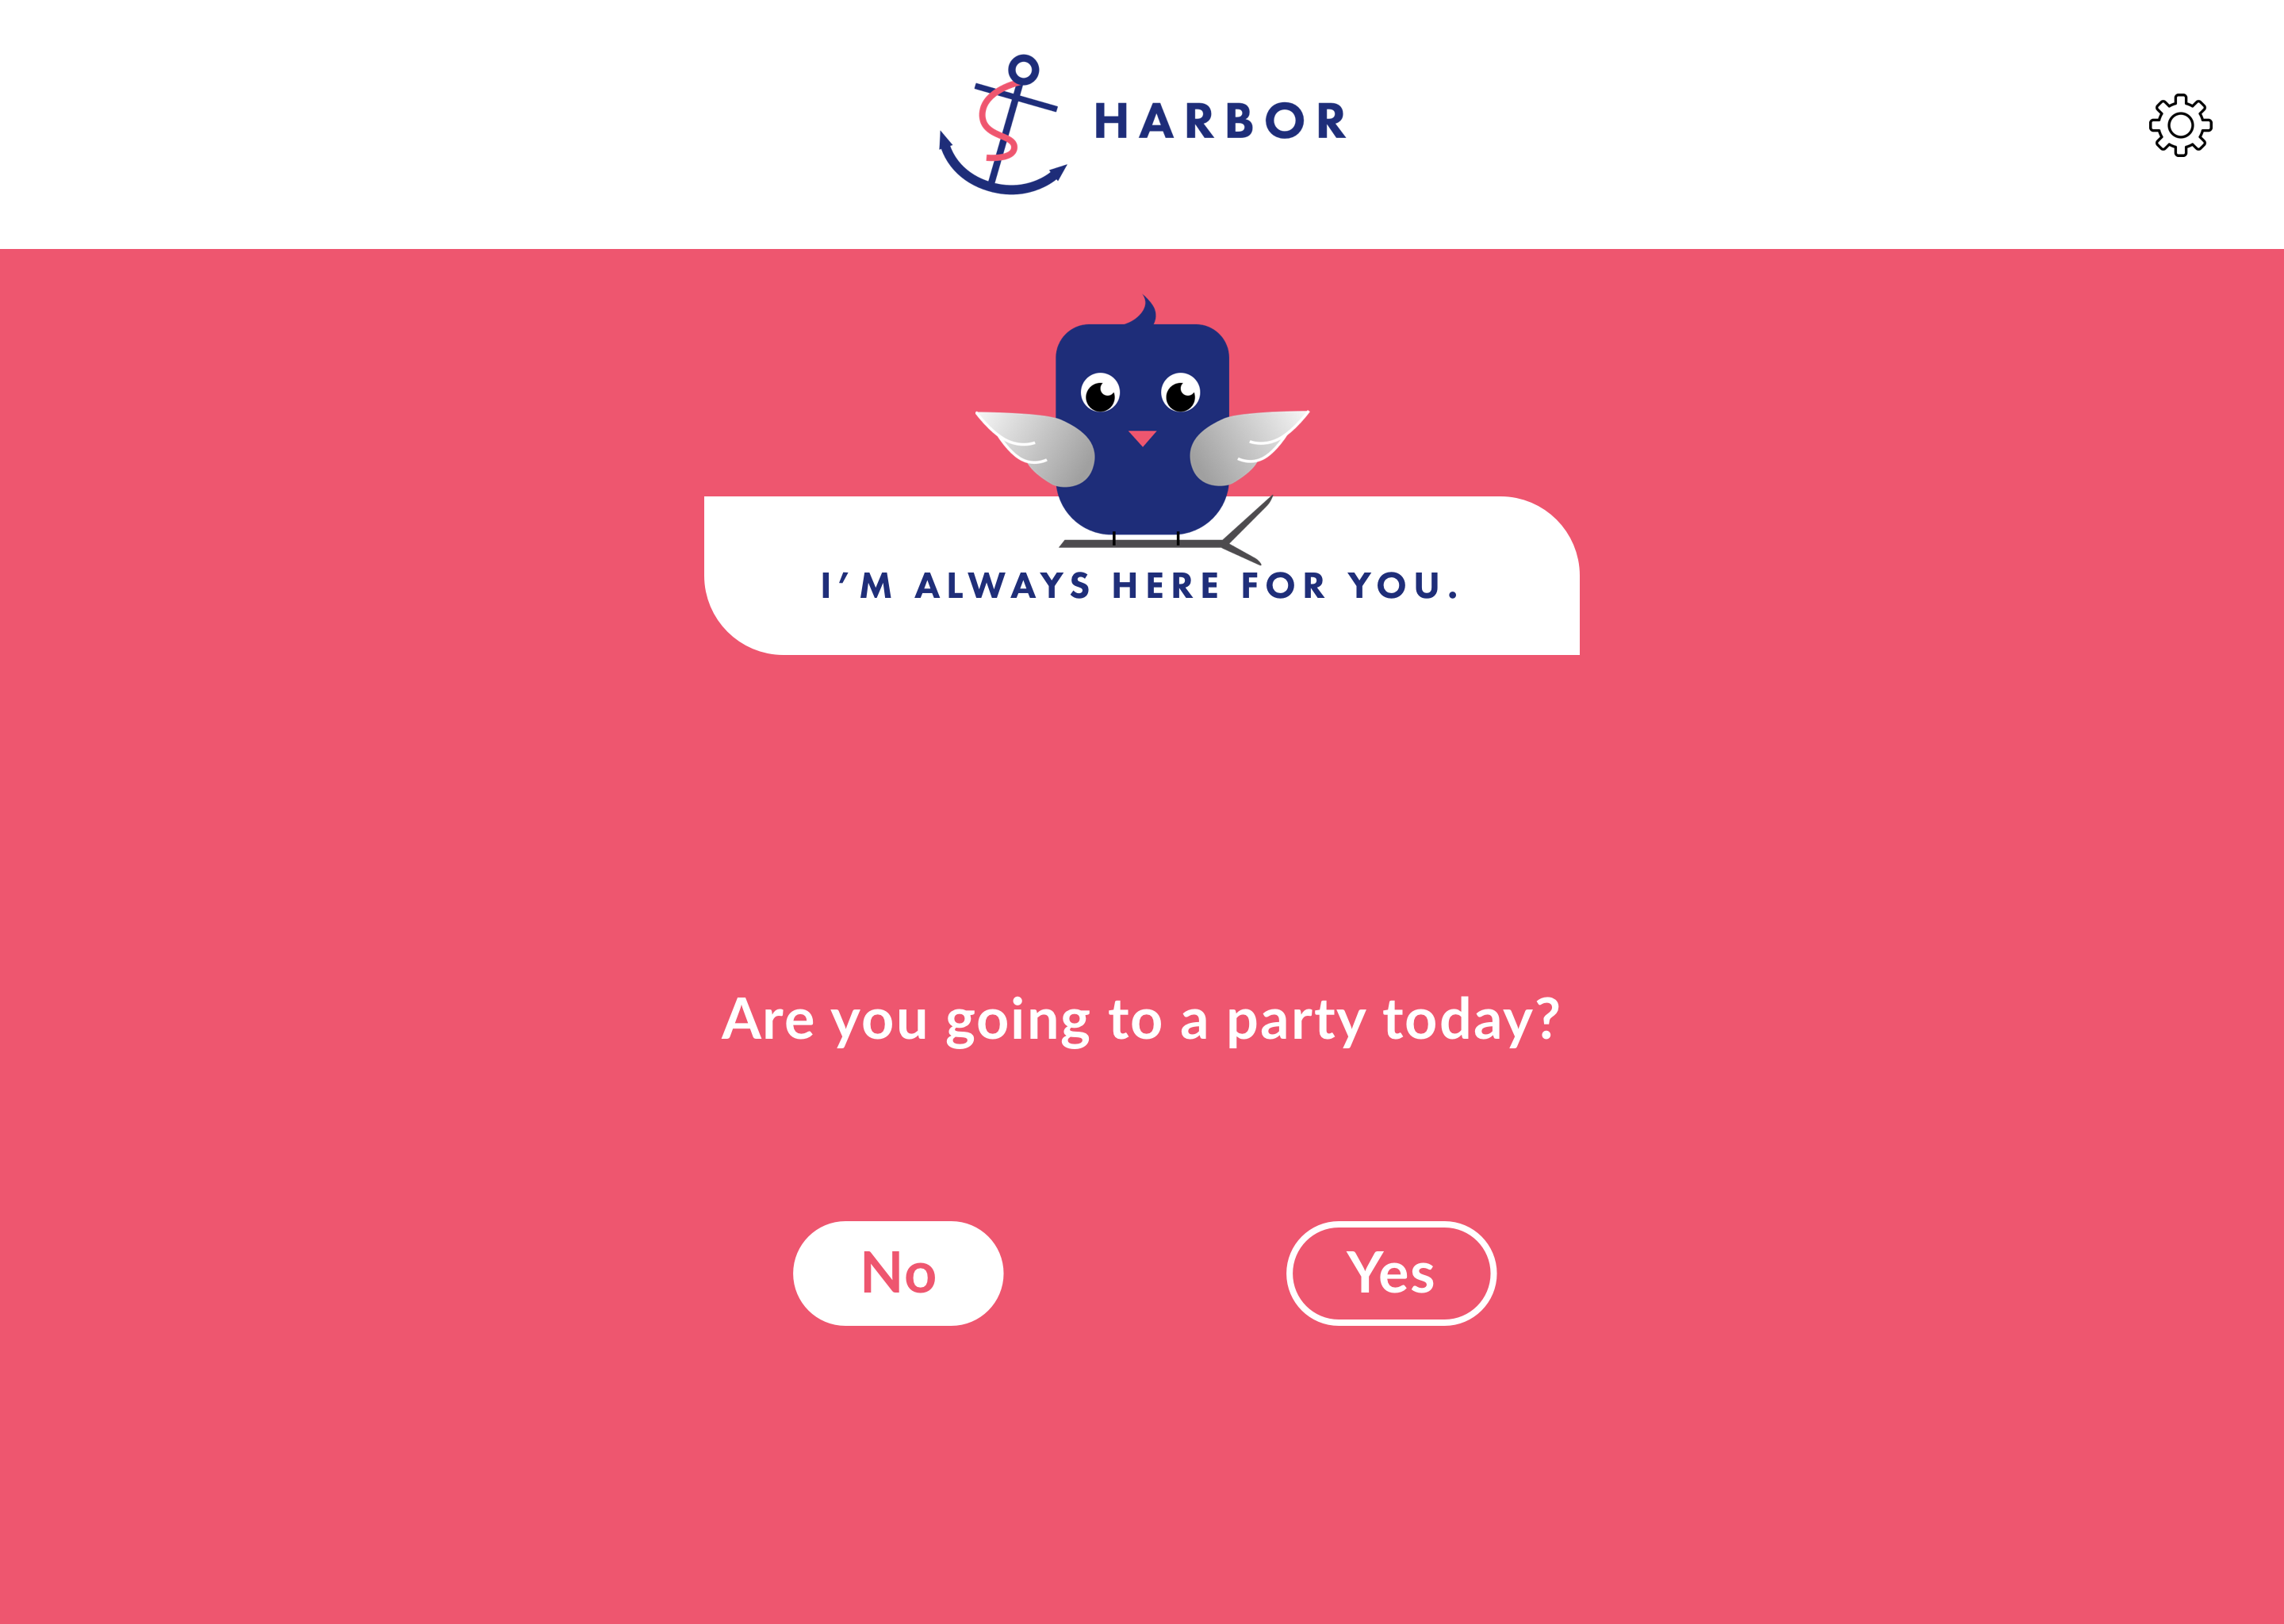 HARBOR
I’M ALWAYS HERE FOR YOU.
Are you going to a party today?
No
Yes